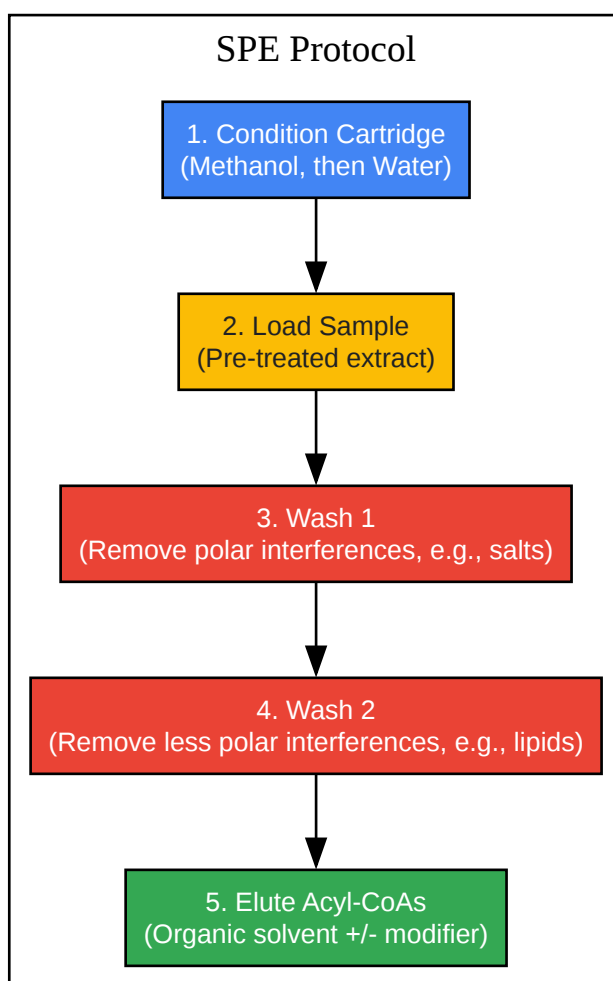 SPE Protocol
1. Condition Cartridge
(Methanol, then Water)
2. Load Sample
(Pre-treated extract)
3. Wash 1
(Remove polar interferences, e.g., salts)
4. Wash 2
(Remove less polar interferences, e.g., lipids)
5. Elute Acyl-CoAs
(Organic solvent +/- modifier)